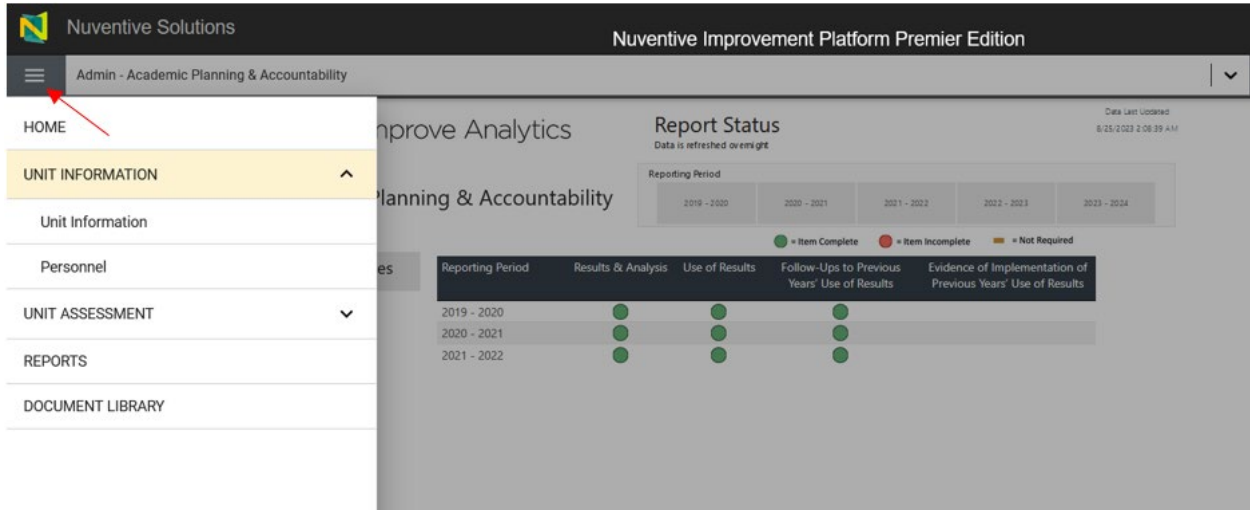 Nuventive Solutions
Nuventive Improvement Platform Premier Edition
Admin - Academic Planning & Accountability
HOME
UNIT INFORMATION
Unit Information
Personnel
UNIT ASSESSMENT
REPORTS
DOCUMENT LIBRARY
Analytics
Planning & Accountability
Report Status
Data is refreshed overnight
Data Last Updated
8/25/2023 2:08:39 AM
Reporting Period
2019 - 2020 2020 - 2021 2021 - 2022 2022 - 2023 2023 - 2024
= Item Complete = Item Incomplete = Not Required
Reporting Period Results & Analysis Use of Results Follow-Ups to Previous Evidence of Implementation of
Years' Use of Results Previous Years' Use of Results
2019 - 2020
2020 - 2021
2021 - 2022